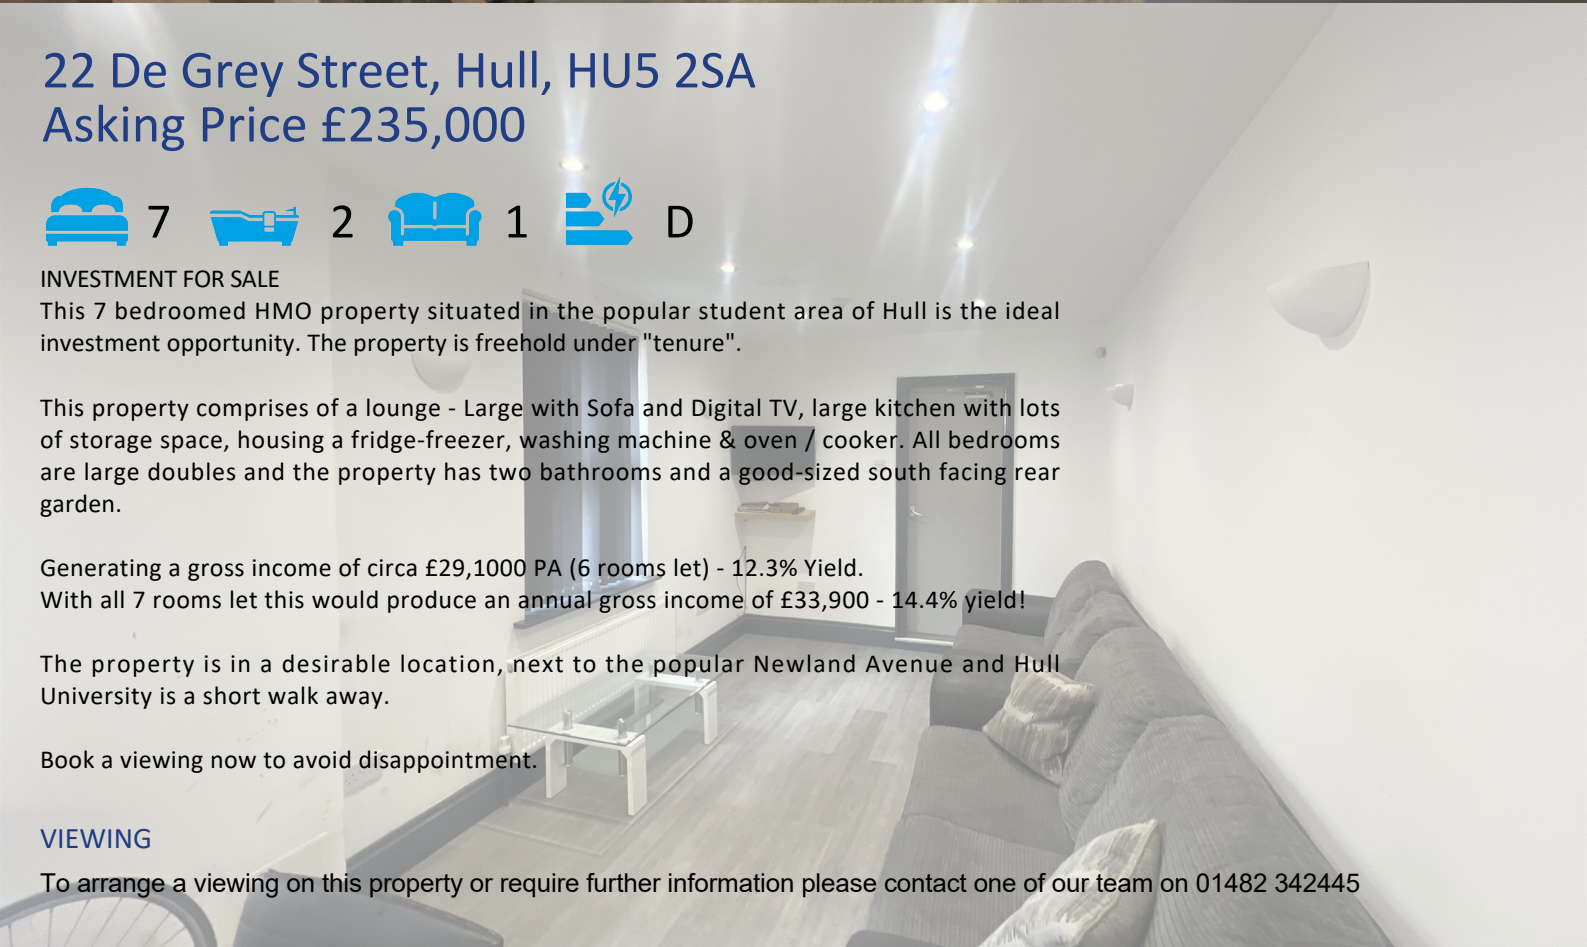 22 De Grey Street, Hull, HU5 2SA
Asking Price £235,000
7 2 1 D
INVESTMENT FOR SALE
This 7 bedroomed HMO property situated in the popular student area of Hull is the ideal
investment opportunity. The property is freehold under "tenure".
This property comprises of a lounge - Large with Sofa and Digital TV, large kitchen with lots
of storage space, housing a fridge-freezer, washing machine & oven / cooker. All bedrooms
are large doubles and the property has two bathrooms and a good-sized south facing rear
garden.
Generating a gross income of circa £29,1000 PA (6 rooms let) - 12.3% Yield.
With all 7 rooms let this would produce an annual gross income of £33,900 - 14.4% yield!
The property is in a desirable location, next to the popular Newland Avenue and Hull
University is a short walk away.
Book a viewing now to avoid disappointment.
VIEWING
To arrange a viewing on this property or require further information please contact one of our team on 01482 342445